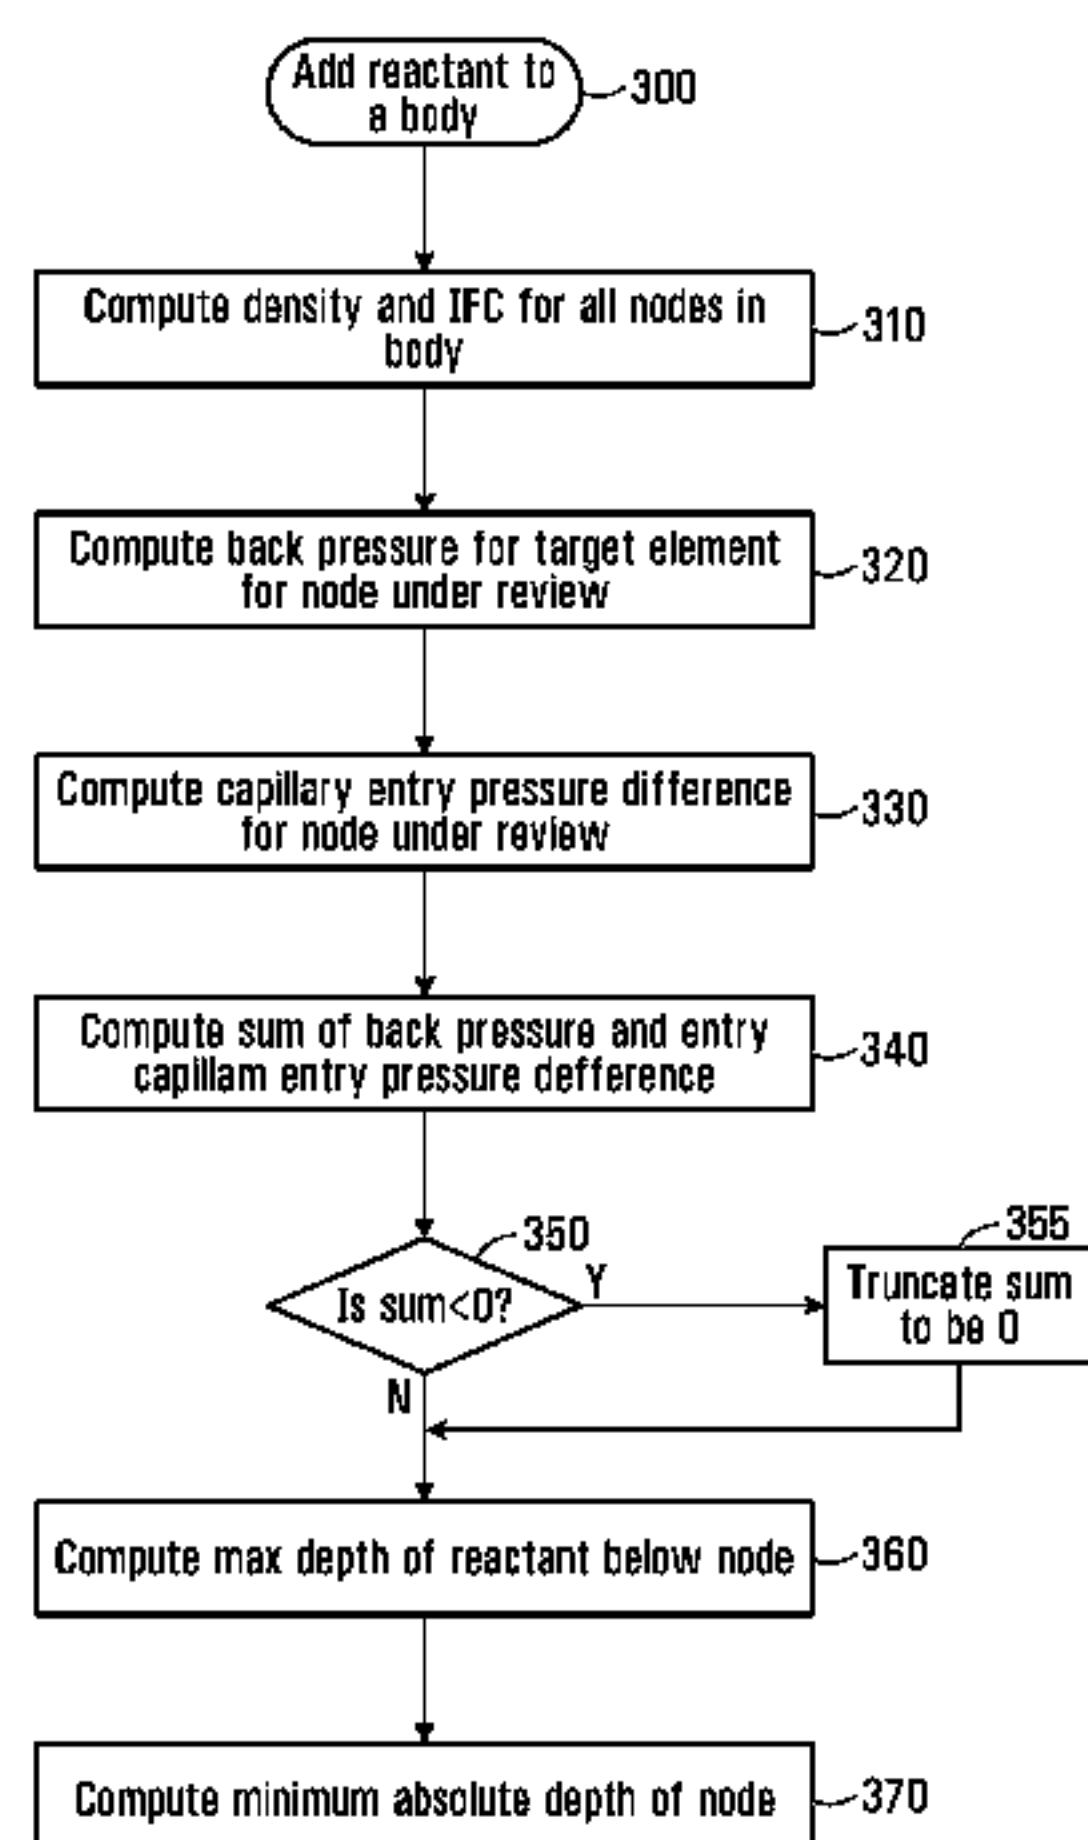 Add reactant to
a body
300
Compute density and IFC for all nodes in
body
310
Compute back pressure for target element
for node under review
320
Compute capillary entry pressure difference
for node under review
330
Compute sum of back pressure and entry
capillam entry pressure defference
340
350
Is sum<0?
Y
355
Truncate sum
to be 0
N
Compute max depth of reactant below node
360
Compute minimum absolute depth of node
370